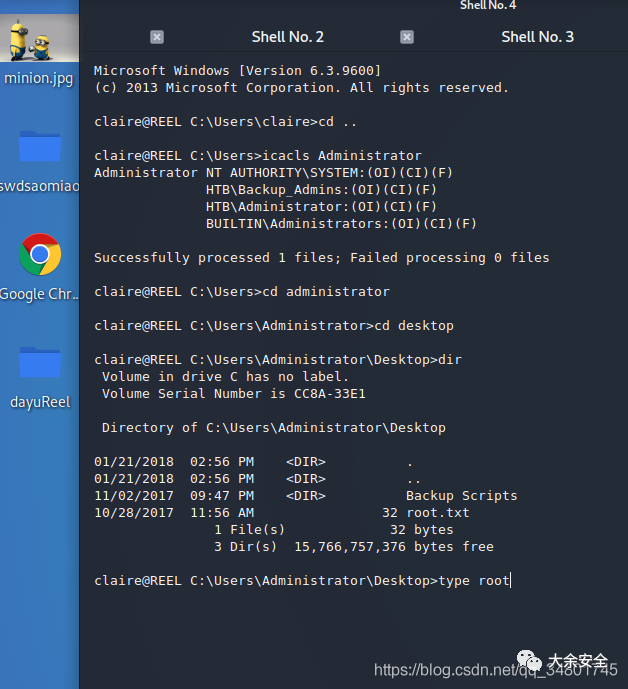 Shell No. 4
Shell No. 2
Shell No. 3
minion.jpg
swdsaomiao
Google Chr...
dayuReel
Microsoft Windows [Version 6.3.9600]
(c) 2013 Microsoft Corporation. All rights reserved.
claire@REEL C:\Users\claire>cd ..
claire@REEL C:\Users>icacls Administrator
Administrator NT AUTHORITY\SYSTEM:(OI)(CI)(F)
HTB\Backup_Admins:(OI)(CI)(F)
HTB\Administrator:(OI)(CI)(F)
BUILTIN\Administrators:(OI)(CI)(F)
Successfully processed 1 files; Failed processing 0 files
claire@REEL C:\Users>cd administrator
claire@REEL C:\Users\Administrator>cd desktop
claire@REEL C:\Users\Administrator\Desktop>dir
Volume in drive C has no label.
Volume Serial Number is CC8A-33E1
Directory of C:\Users\Administrator\Desktop
01/21/2018  02:56 PM    <DIR>          .
01/21/2018  02:56 PM    <DIR>          ..
11/02/2017  09:47 PM    <DIR>          Backup Scripts
10/28/2017  11:56 AM                32 root.txt
1 File(s)             32 bytes
3 Dir(s)  15,766,757,376 bytes free
claire@REEL C:\Users\Administrator\Desktop>type root
大余安全
https://blog.csdn.net/qq_34801745